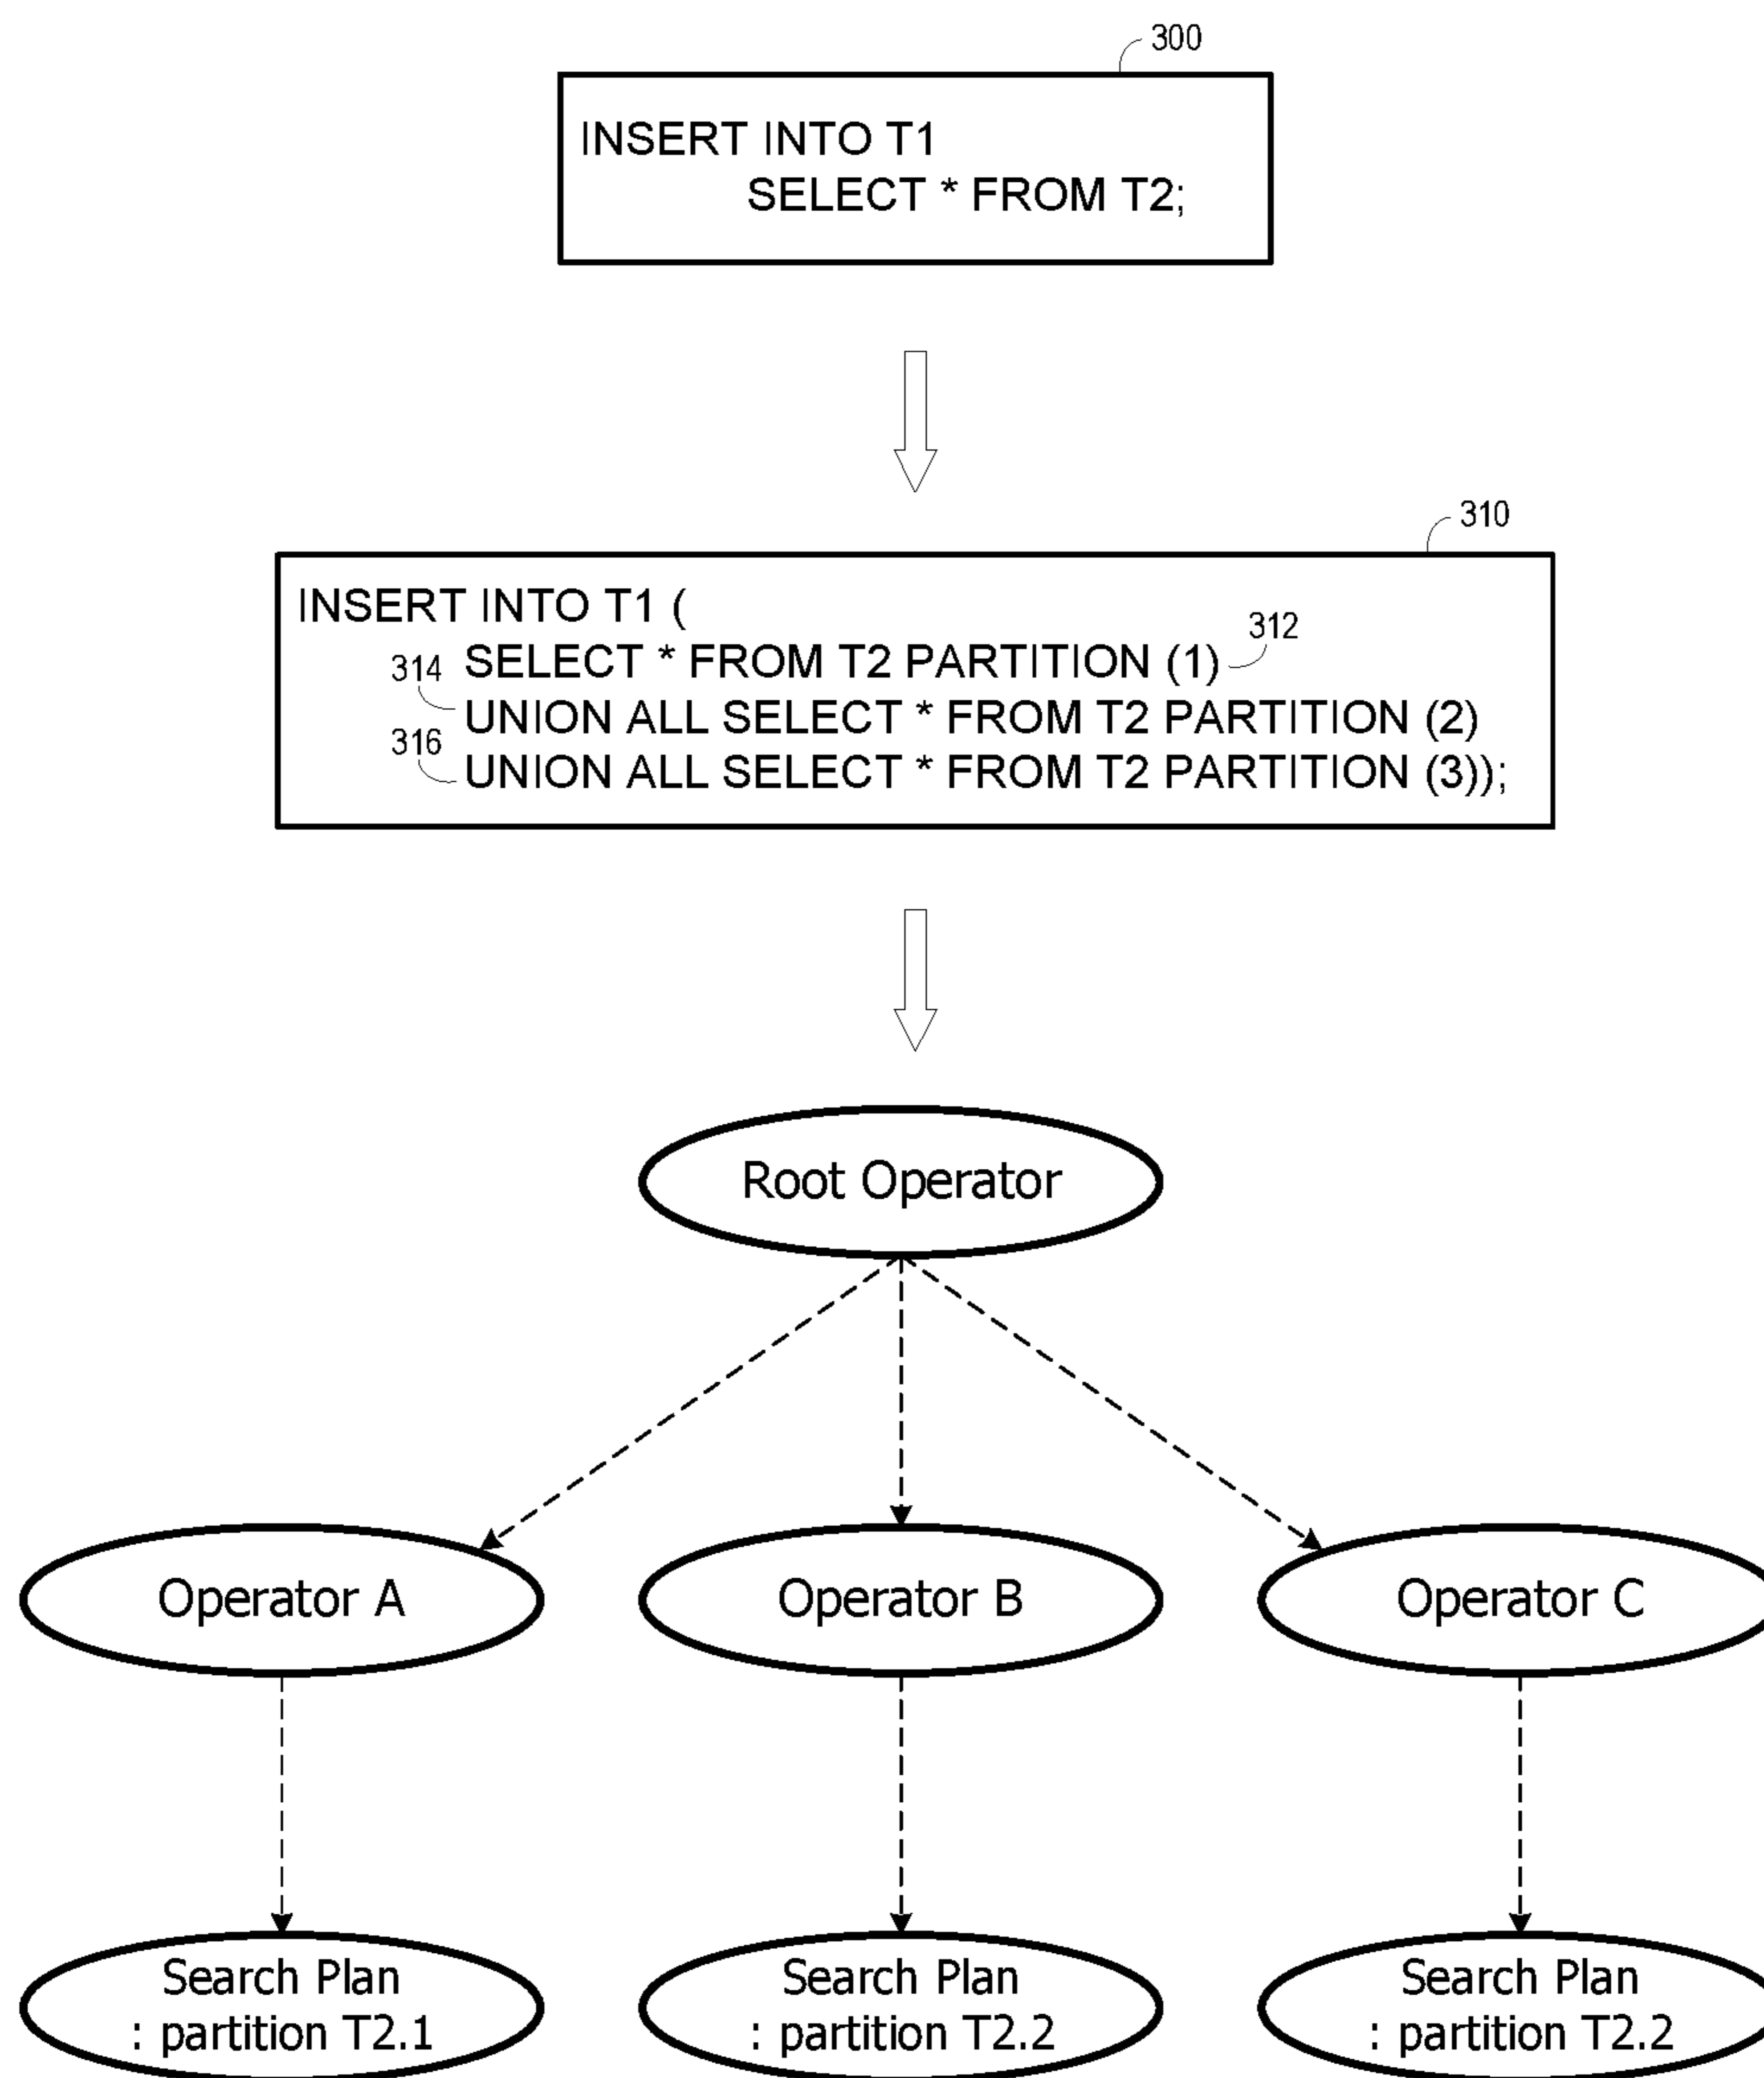 300
INSERT INTO T1
SELECT * FROM T2;
310
INSERT INTO T1 (
312
SELECT * FROM T2 PARTITION (1)
314
UNION ALL SELECT * FROM T2 PARTITION (2)
316
UNION ALL SELECT * FROM T2 PARTITION (3));
Root Operator
Operator A
Operator B
Operator C
Search Plan
: partition T2.1
Search Plan
: partition T2.2
Search Plan
: partition T2.2